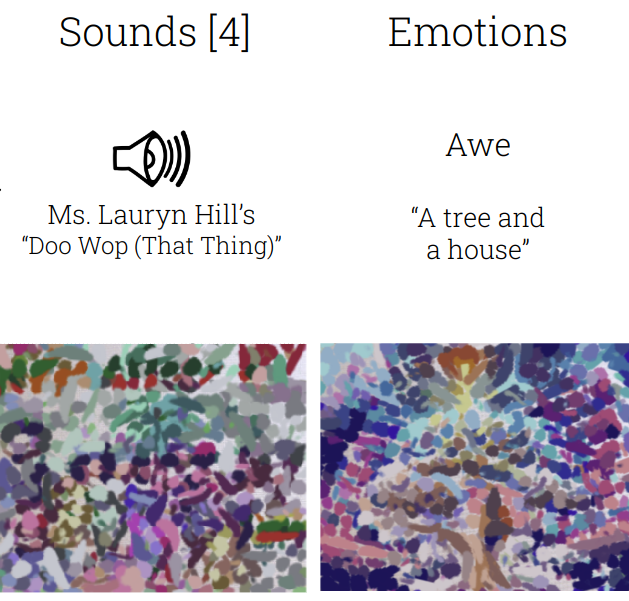 Sounds [4]
Emotions
Ms. Lauryn Hill’s
“Doo Wop (That Thing)”
Awe
“A tree and
a house”